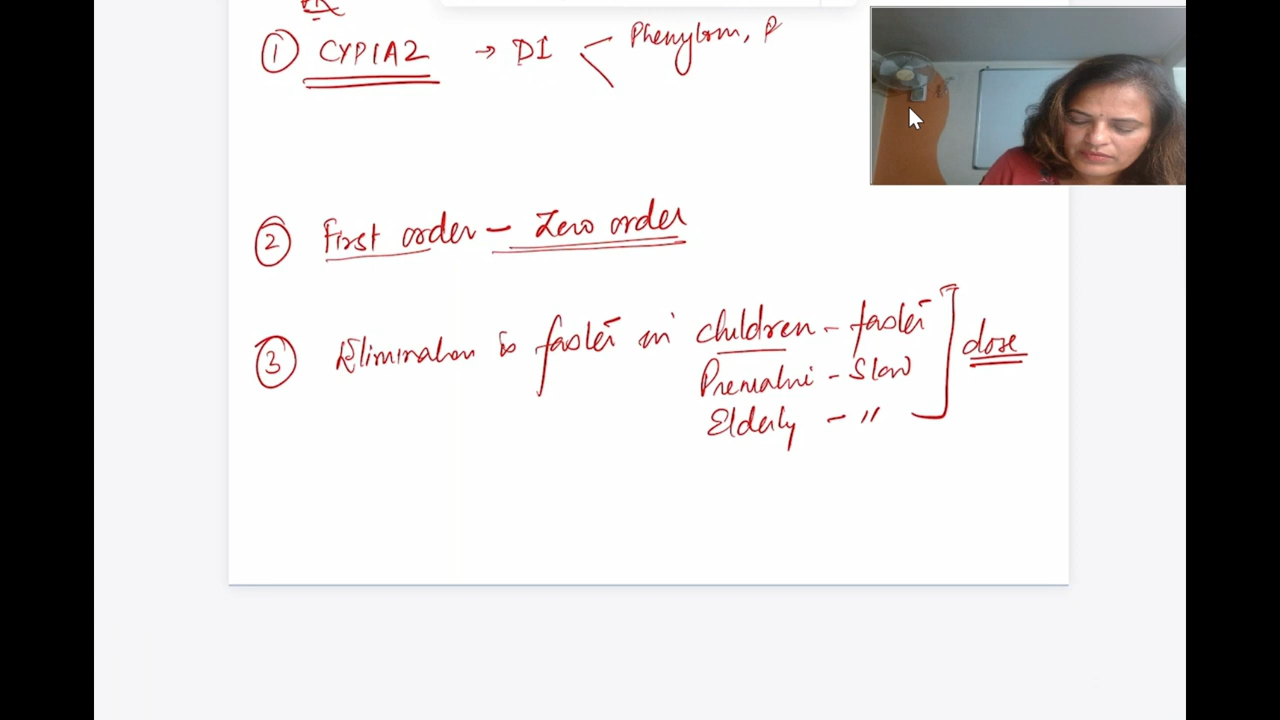 ① CYP1A2 → DI < Phenytoin, P
② First order - Zero order
③ Elimination is faster in children - faster
Premature - Slow
Elderly - "
dose